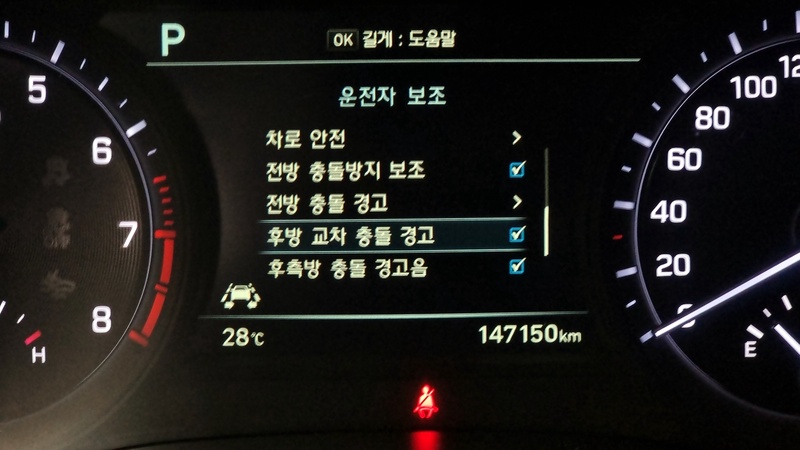 P
OK 길게 : 도움말
운전자 보조
차로 안전
전방 충돌방지 보조
전방 충돌 경고
후방 교차 충돌 경고
후측방 충돌 경고음
28℃
147150km
5
6
7
8
H
100
80
60
40
20
E